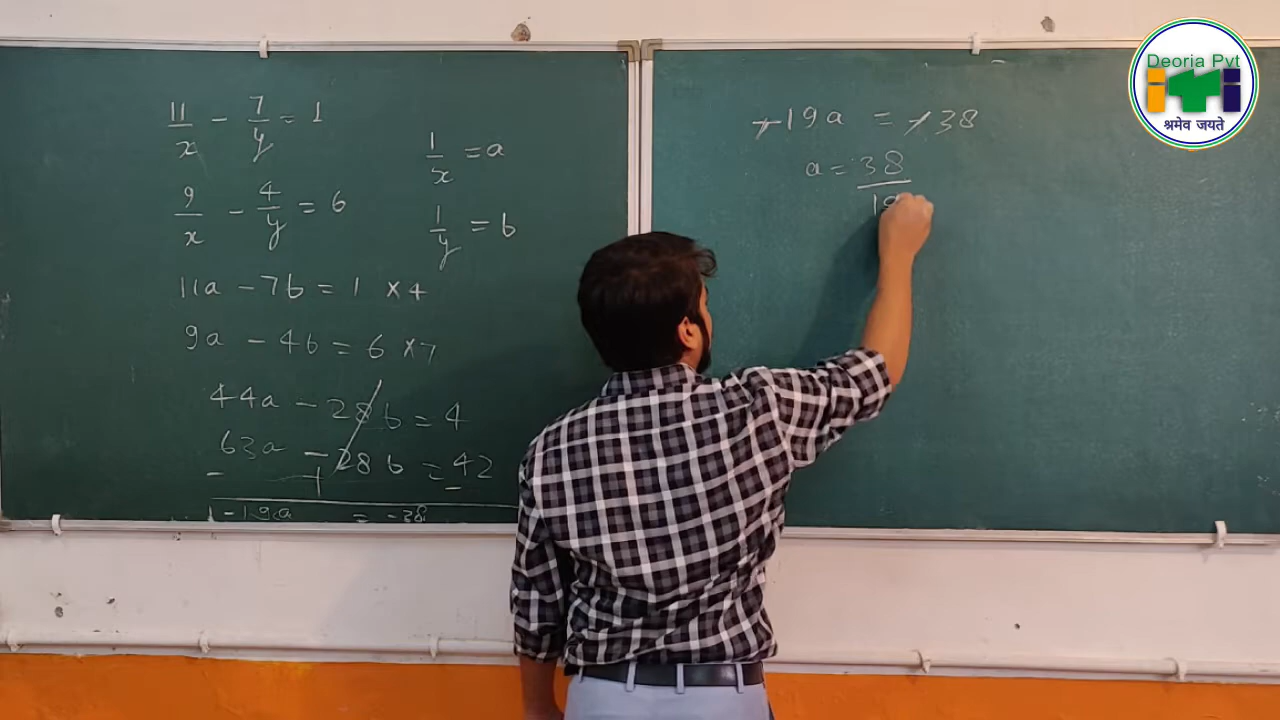 11/x - 7/y = 1
9/x - 4/y = 6
1/x = a
1/y = b
11a - 7b = 1 × 4
9a - 4b = 6 × 7
44a - 28b = 4
63a - 28b = 42
- + -
-19a = -38
-19a = -38
a = 38/19
Deoria Pvt
iTi
श्रमेव जयते